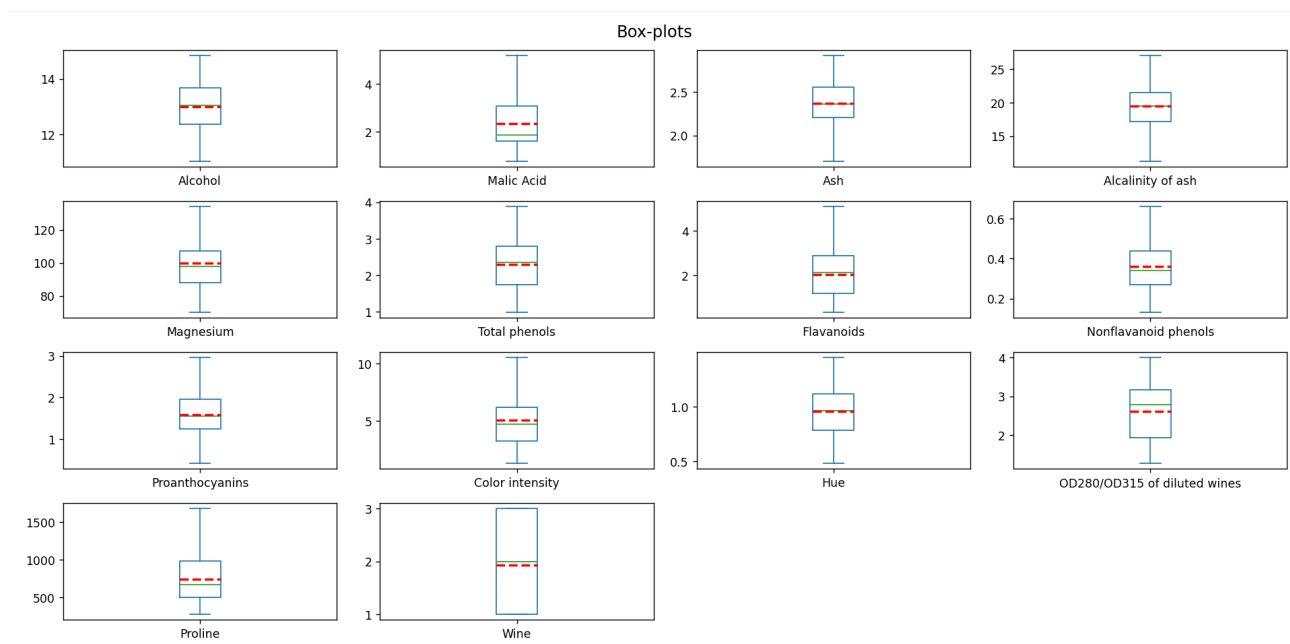 Box-plots
14
12
Alcohol
4
2
Malic Acid
2.5
2.0
Ash
25
20
15
Alcalinity of ash
120
100
80
Magnesium
4
3
2
1
Total phenols
4
2
Flavanoids
0.6
0.4
0.2
Nonflavanoid phenols
3
2
1
Proanthocyanins
10
5
Color intensity
1.0
0.5
Hue
4
3
2
OD280/OD315 of diluted wines
1500
1000
500
Proline
3
2
1
Wine